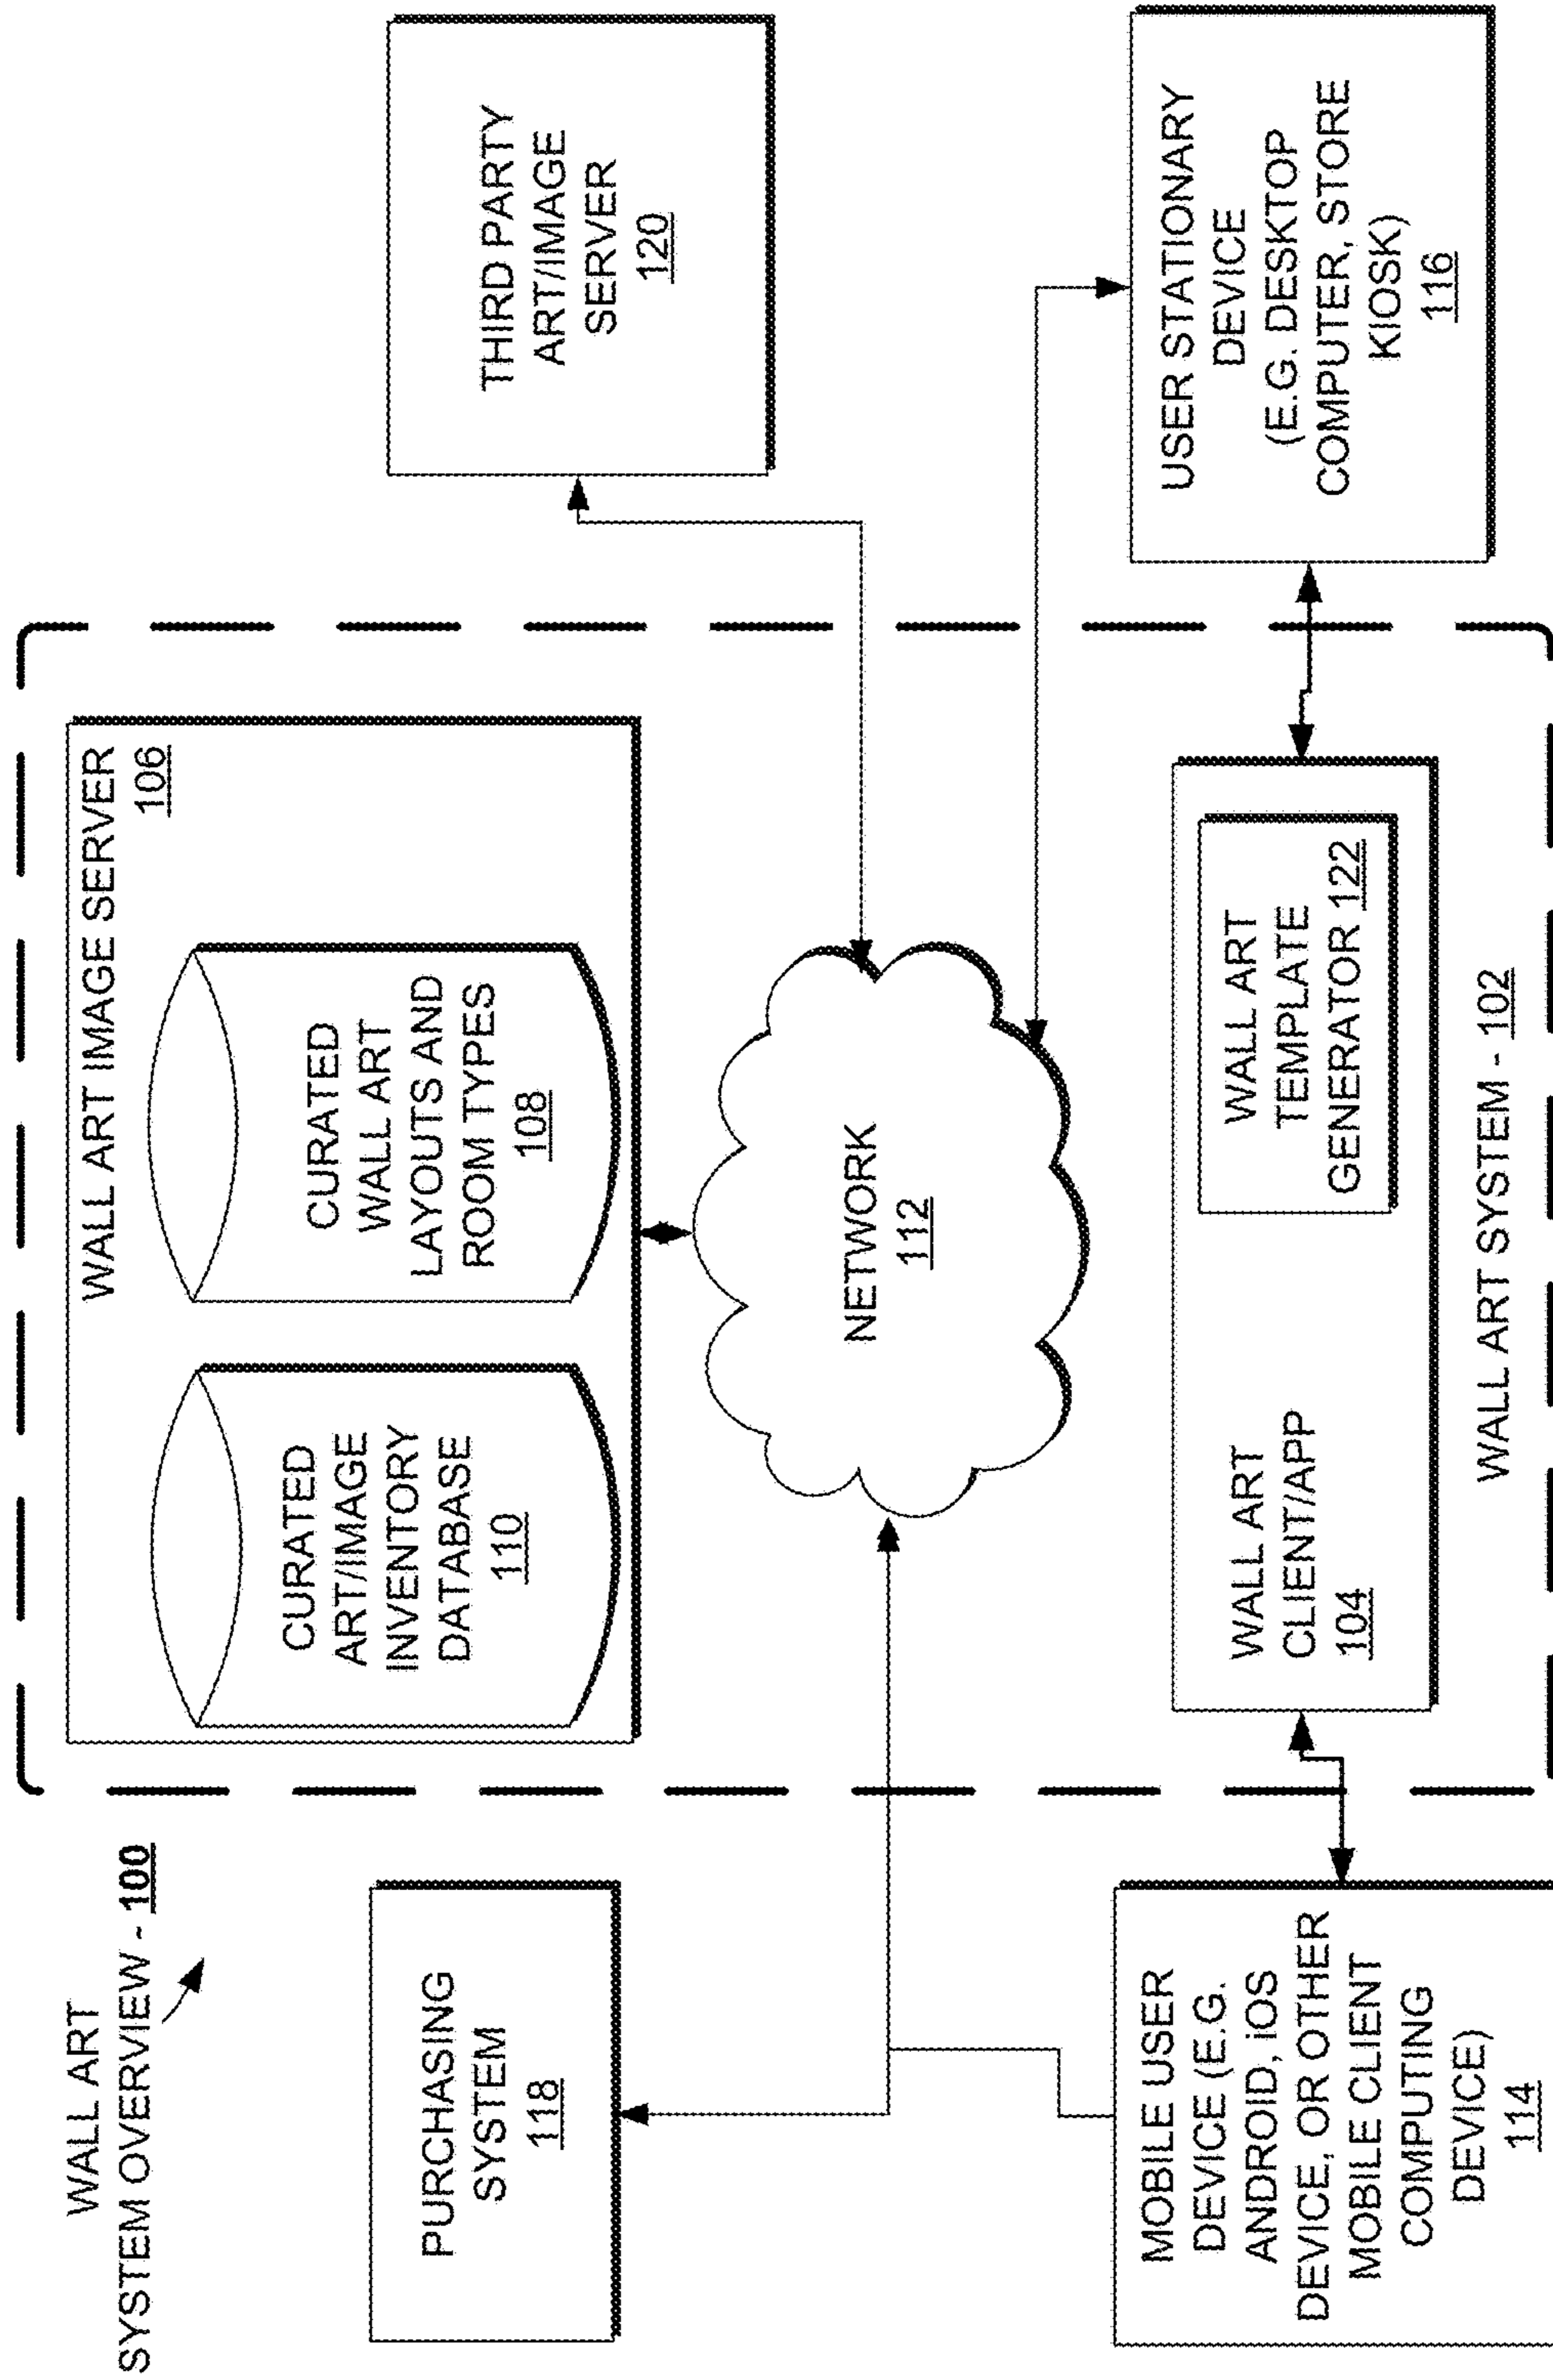 WALL ART
SYSTEM OVERVIEW - 100
PURCHASING
SYSTEM
118
MOBILE USER
DEVICE (E.G.
ANDROID, iOS
DEVICE, OR OTHER
MOBILE CLIENT
COMPUTING
DEVICE)
114
WALL ART IMAGE SERVER
106
CURATED
ART/IMAGE
INVENTORY
DATABASE
110
CURATED
WALL ART
LAYOUTS AND
ROOM TYPES
108
NETWORK
112
WALL ART
CLIENT/APP
104
WALL ART
TEMPLATE
GENERATOR 122
WALL ART SYSTEM - 102
THIRD PARTY
ART/IMAGE
SERVER
120
USER STATIONARY
DEVICE
(E.G. DESKTOP
COMPUTER, STORE
KIOSK)
116